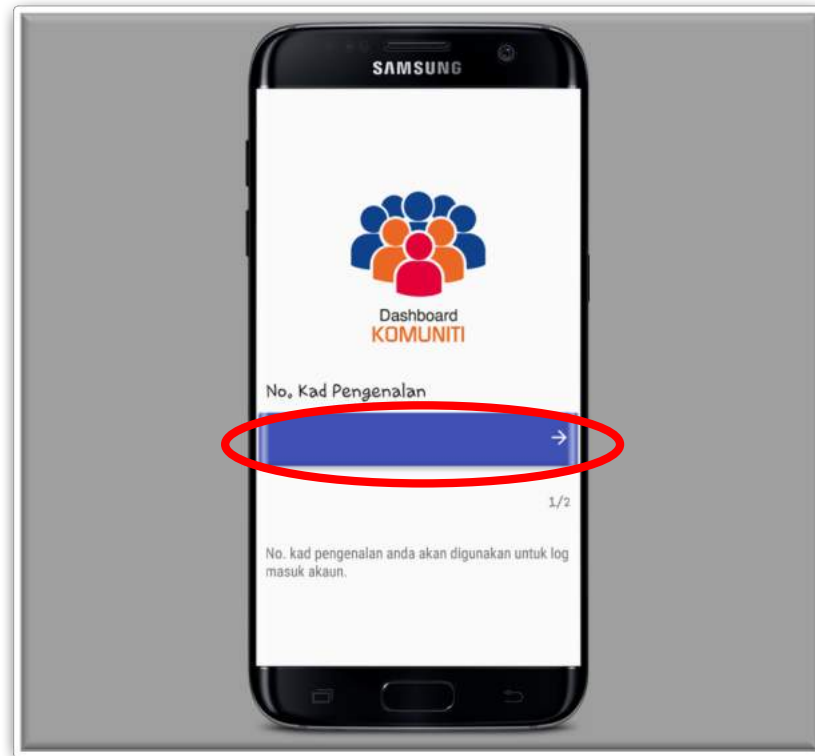 SAMSUNG
Dashboard
KOMUNITI
No. Kad Pengenalan
1/2
No. kad pengenalan anda akan digunakan untuk log
masuk akaun.